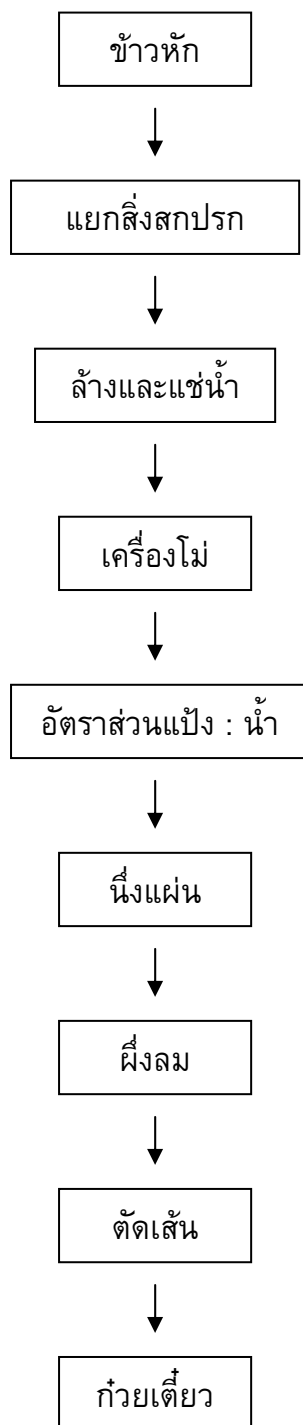 ข้าวหัก
แยกสิ่งสกปรก
ล้างและแช่น้ำ
เครื่องโม่
อัตราส่วนแป้ง : น้ำ
นึ่งแผ่น
ผึ่งลม
ตัดเส้น
ก๋วยเตี๋ยว